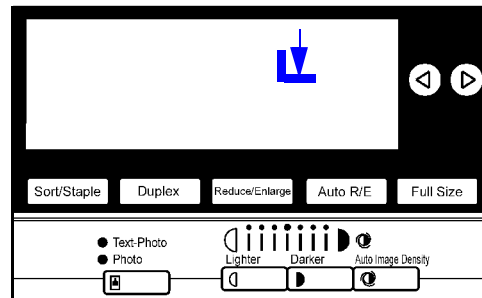 Sort/Staple Duplex Reduce/Enlarge Auto R/E Full Size
Text-Photo
Photo
Lighter Darker Auto Image Density